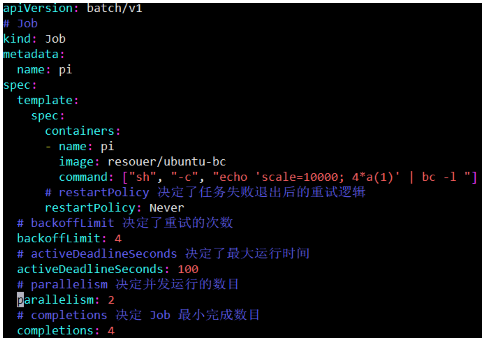 apiVersion: batch/v1
# Job
kind: Job
metadata:
  name: pi
spec:
  template:
    spec:
      containers:
      - name: pi
        image: resouer/ubuntu-bc
        command: ["sh", "-c", "echo 'scale=10000; 4*a(1)' | bc -l "]
      # restartPolicy 决定了任务失败退出后的重试逻辑
      restartPolicy: Never
  # backoffLimit 决定了重试的次数
  backoffLimit: 4
  # activeDeadlineSeconds 决定了最大运行时间
  activeDeadlineSeconds: 100
  # parallelism 决定并发运行的数目
  parallelism: 2
  # completions 决定 Job 最小完成数目
  completions: 4